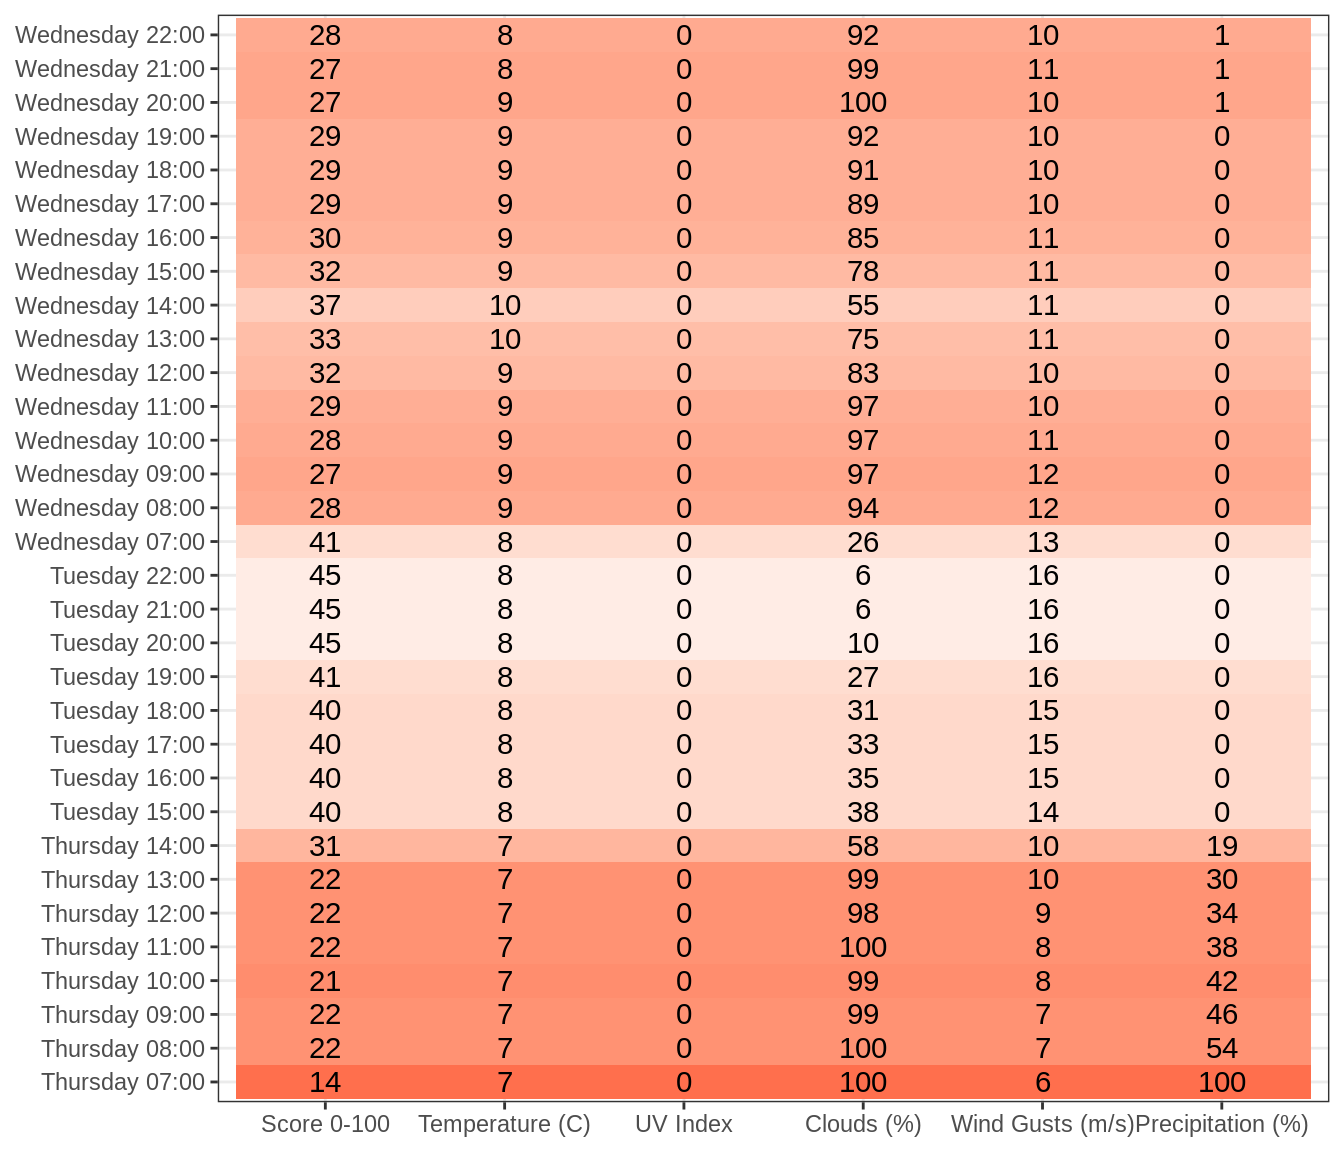 Wednesday 22:00 28 8 0 92 10 1
Wednesday 21:00 27 8 0 99 11 1
Wednesday 20:00 27 9 0 100 10 1
Wednesday 19:00 29 9 0 92 10 0
Wednesday 18:00 29 9 0 91 10 0
Wednesday 17:00 29 9 0 89 10 0
Wednesday 16:00 30 9 0 85 11 0
Wednesday 15:00 32 9 0 78 11 0
Wednesday 14:00 37 10 0 55 11 0
Wednesday 13:00 33 10 0 75 11 0
Wednesday 12:00 32 9 0 83 10 0
Wednesday 11:00 29 9 0 97 10 0
Wednesday 10:00 28 9 0 97 11 0
Wednesday 09:00 27 9 0 97 12 0
Wednesday 08:00 28 9 0 94 12 0
Wednesday 07:00 41 8 0 26 13 0
Tuesday 22:00 45 8 0 6 16 0
Tuesday 21:00 45 8 0 6 16 0
Tuesday 20:00 45 8 0 10 16 0
Tuesday 19:00 41 8 0 27 16 0
Tuesday 18:00 40 8 0 31 15 0
Tuesday 17:00 40 8 0 33 15 0
Tuesday 16:00 40 8 0 35 15 0
Tuesday 15:00 40 8 0 38 14 0
Thursday 14:00 31 7 0 58 10 19
Thursday 13:00 22 7 0 99 10 30
Thursday 12:00 22 7 0 98 9 34
Thursday 11:00 22 7 0 100 8 38
Thursday 10:00 21 7 0 99 8 42
Thursday 09:00 22 7 0 99 7 46
Thursday 08:00 22 7 0 100 7 54
Thursday 07:00 14 7 0 100 6 100
Score 0-100 Temperature (C) UV Index Clouds (%) Wind Gusts (m/s) Precipitation (%)